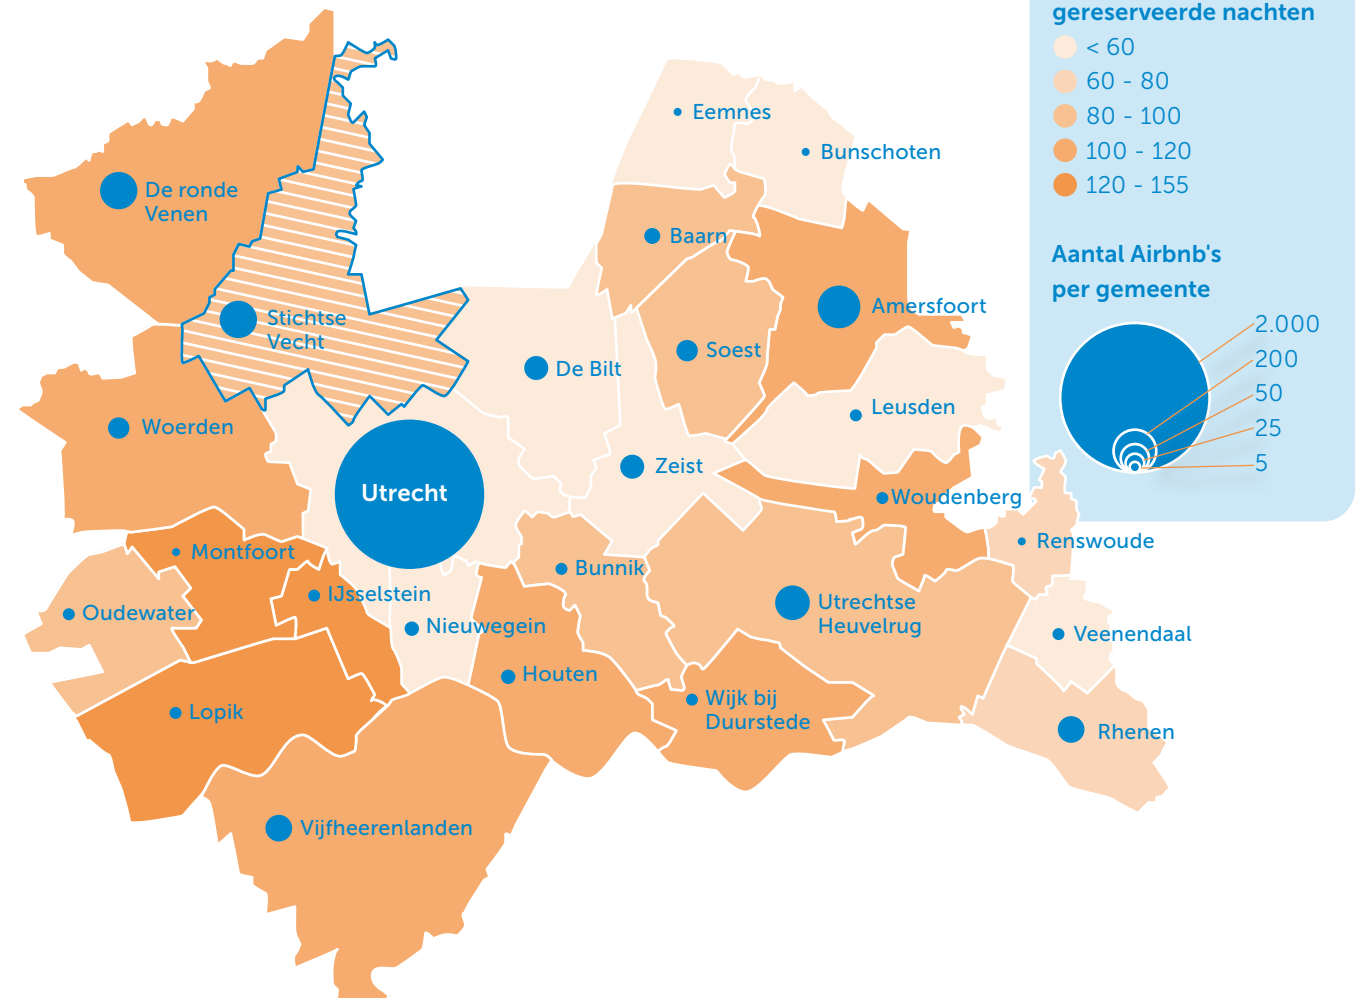 gereserveerde nachten
< 60
60 - 80
80 - 100
100 - 120
120 - 155
Aantal Airbnb's
per gemeente
2.000
200
50
25
5
Eemnes
Bunschoten
De ronde
Venen
Baarn
Amersfoort
Stichtse
Vecht
Soest
De Bilt
Leusden
Woerden
Zeist
Utrecht
Woudenberg
Renswoude
Montfoort
Bunnik
IJsselstein
Oudewater
Utrechtse
Heuvelrug
Nieuwegein
Veenendaal
Houten
Wijk bij
Duurstede
Lopik
Rhenen
Vijfheerenlanden